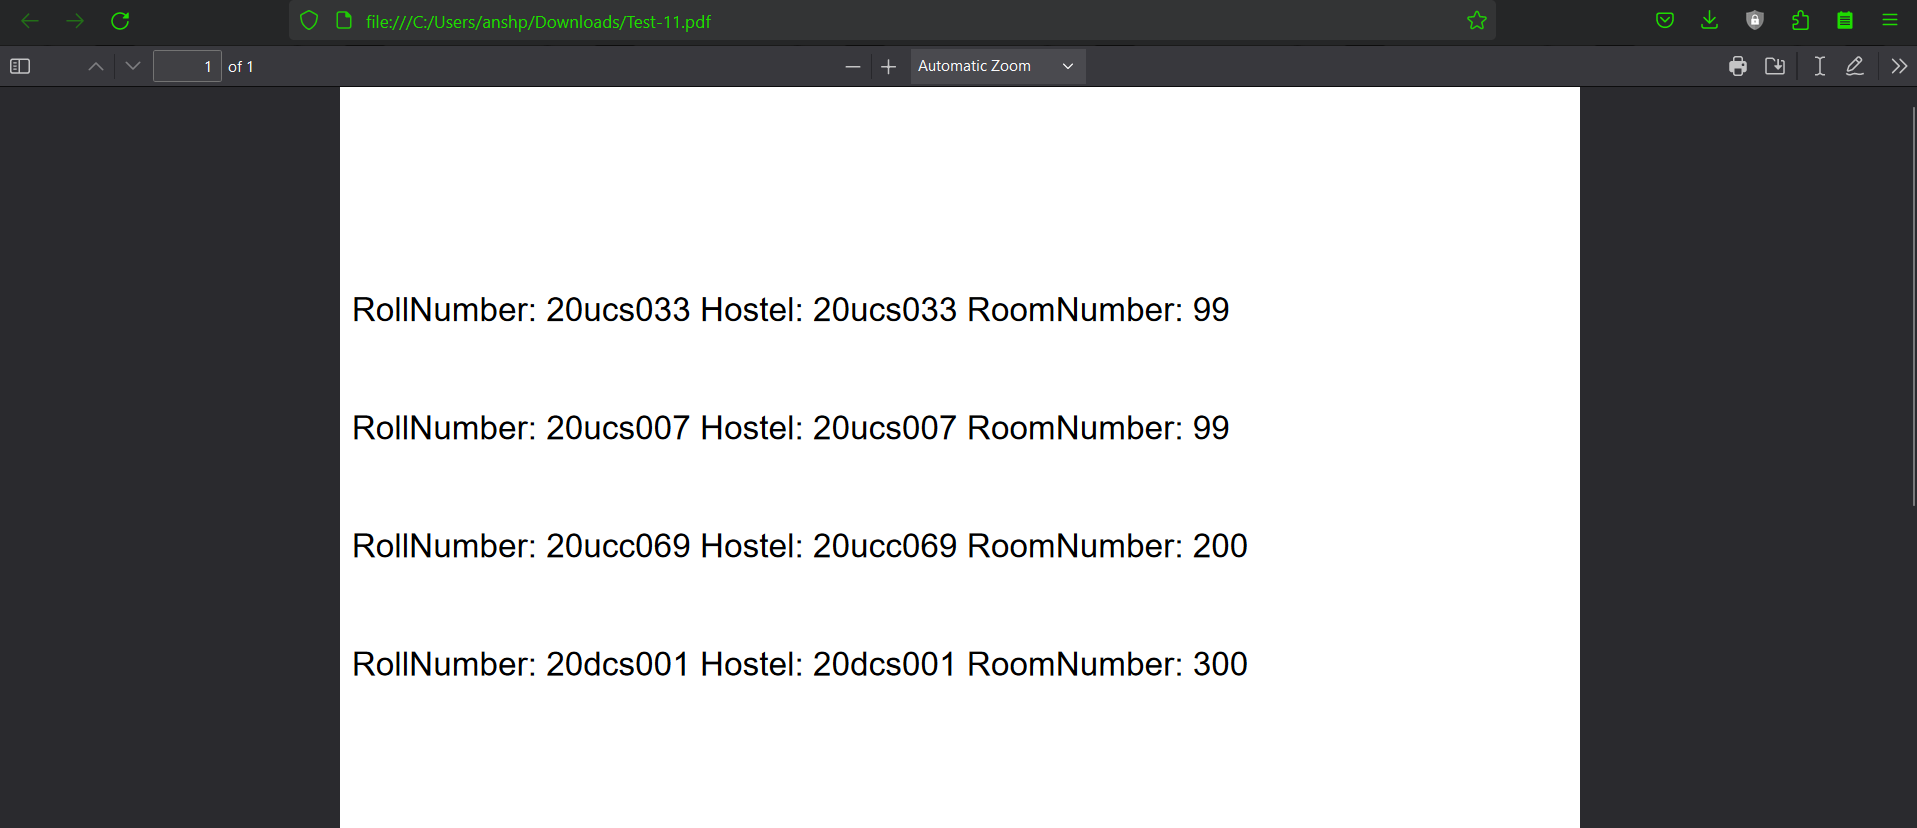 file:///C:/Users/anshp/Downloads/Test-11.pdf
1 of 1
Automatic Zoom
RollNumber: 20ucs033 Hostel: 20ucs033 RoomNumber: 99
RollNumber: 20ucs007 Hostel: 20ucs007 RoomNumber: 99
RollNumber: 20ucc069 Hostel: 20ucc069 RoomNumber: 200
RollNumber: 20dcs001 Hostel: 20dcs001 RoomNumber: 300